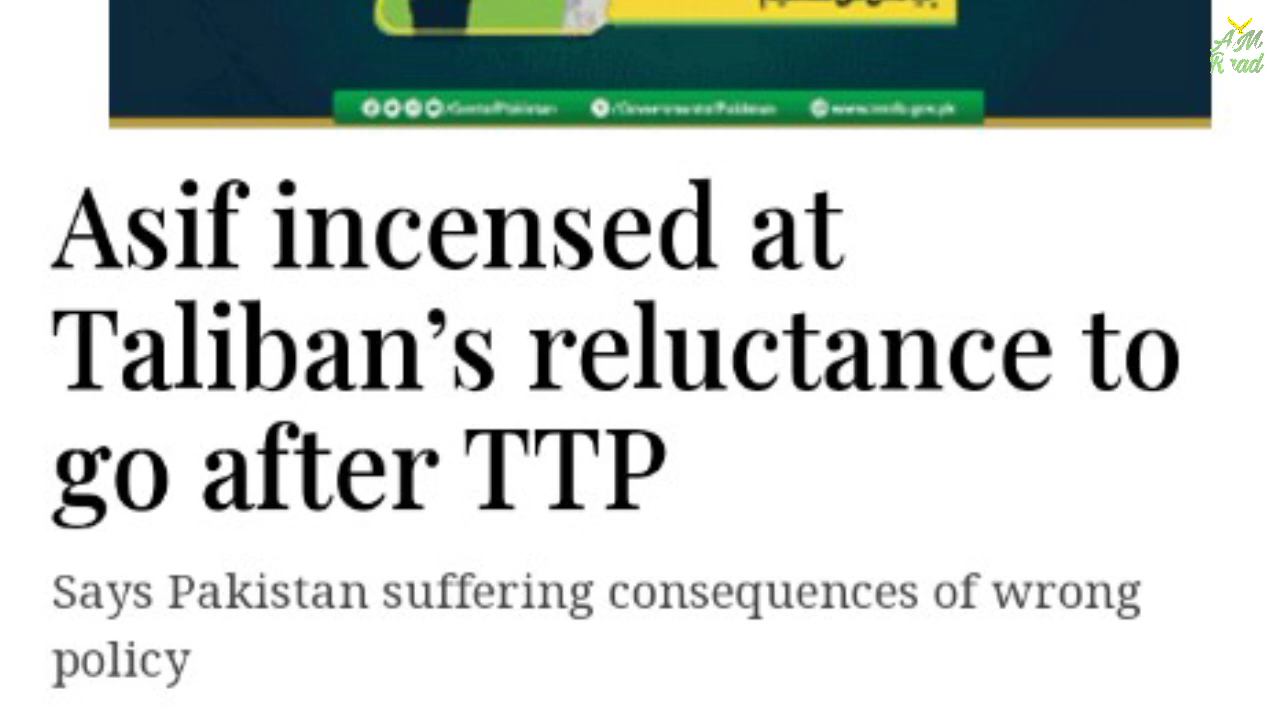 Asif incensed at
Taliban’s reluctance to
go after TTP
Says Pakistan suffering consequences of wrong
policy